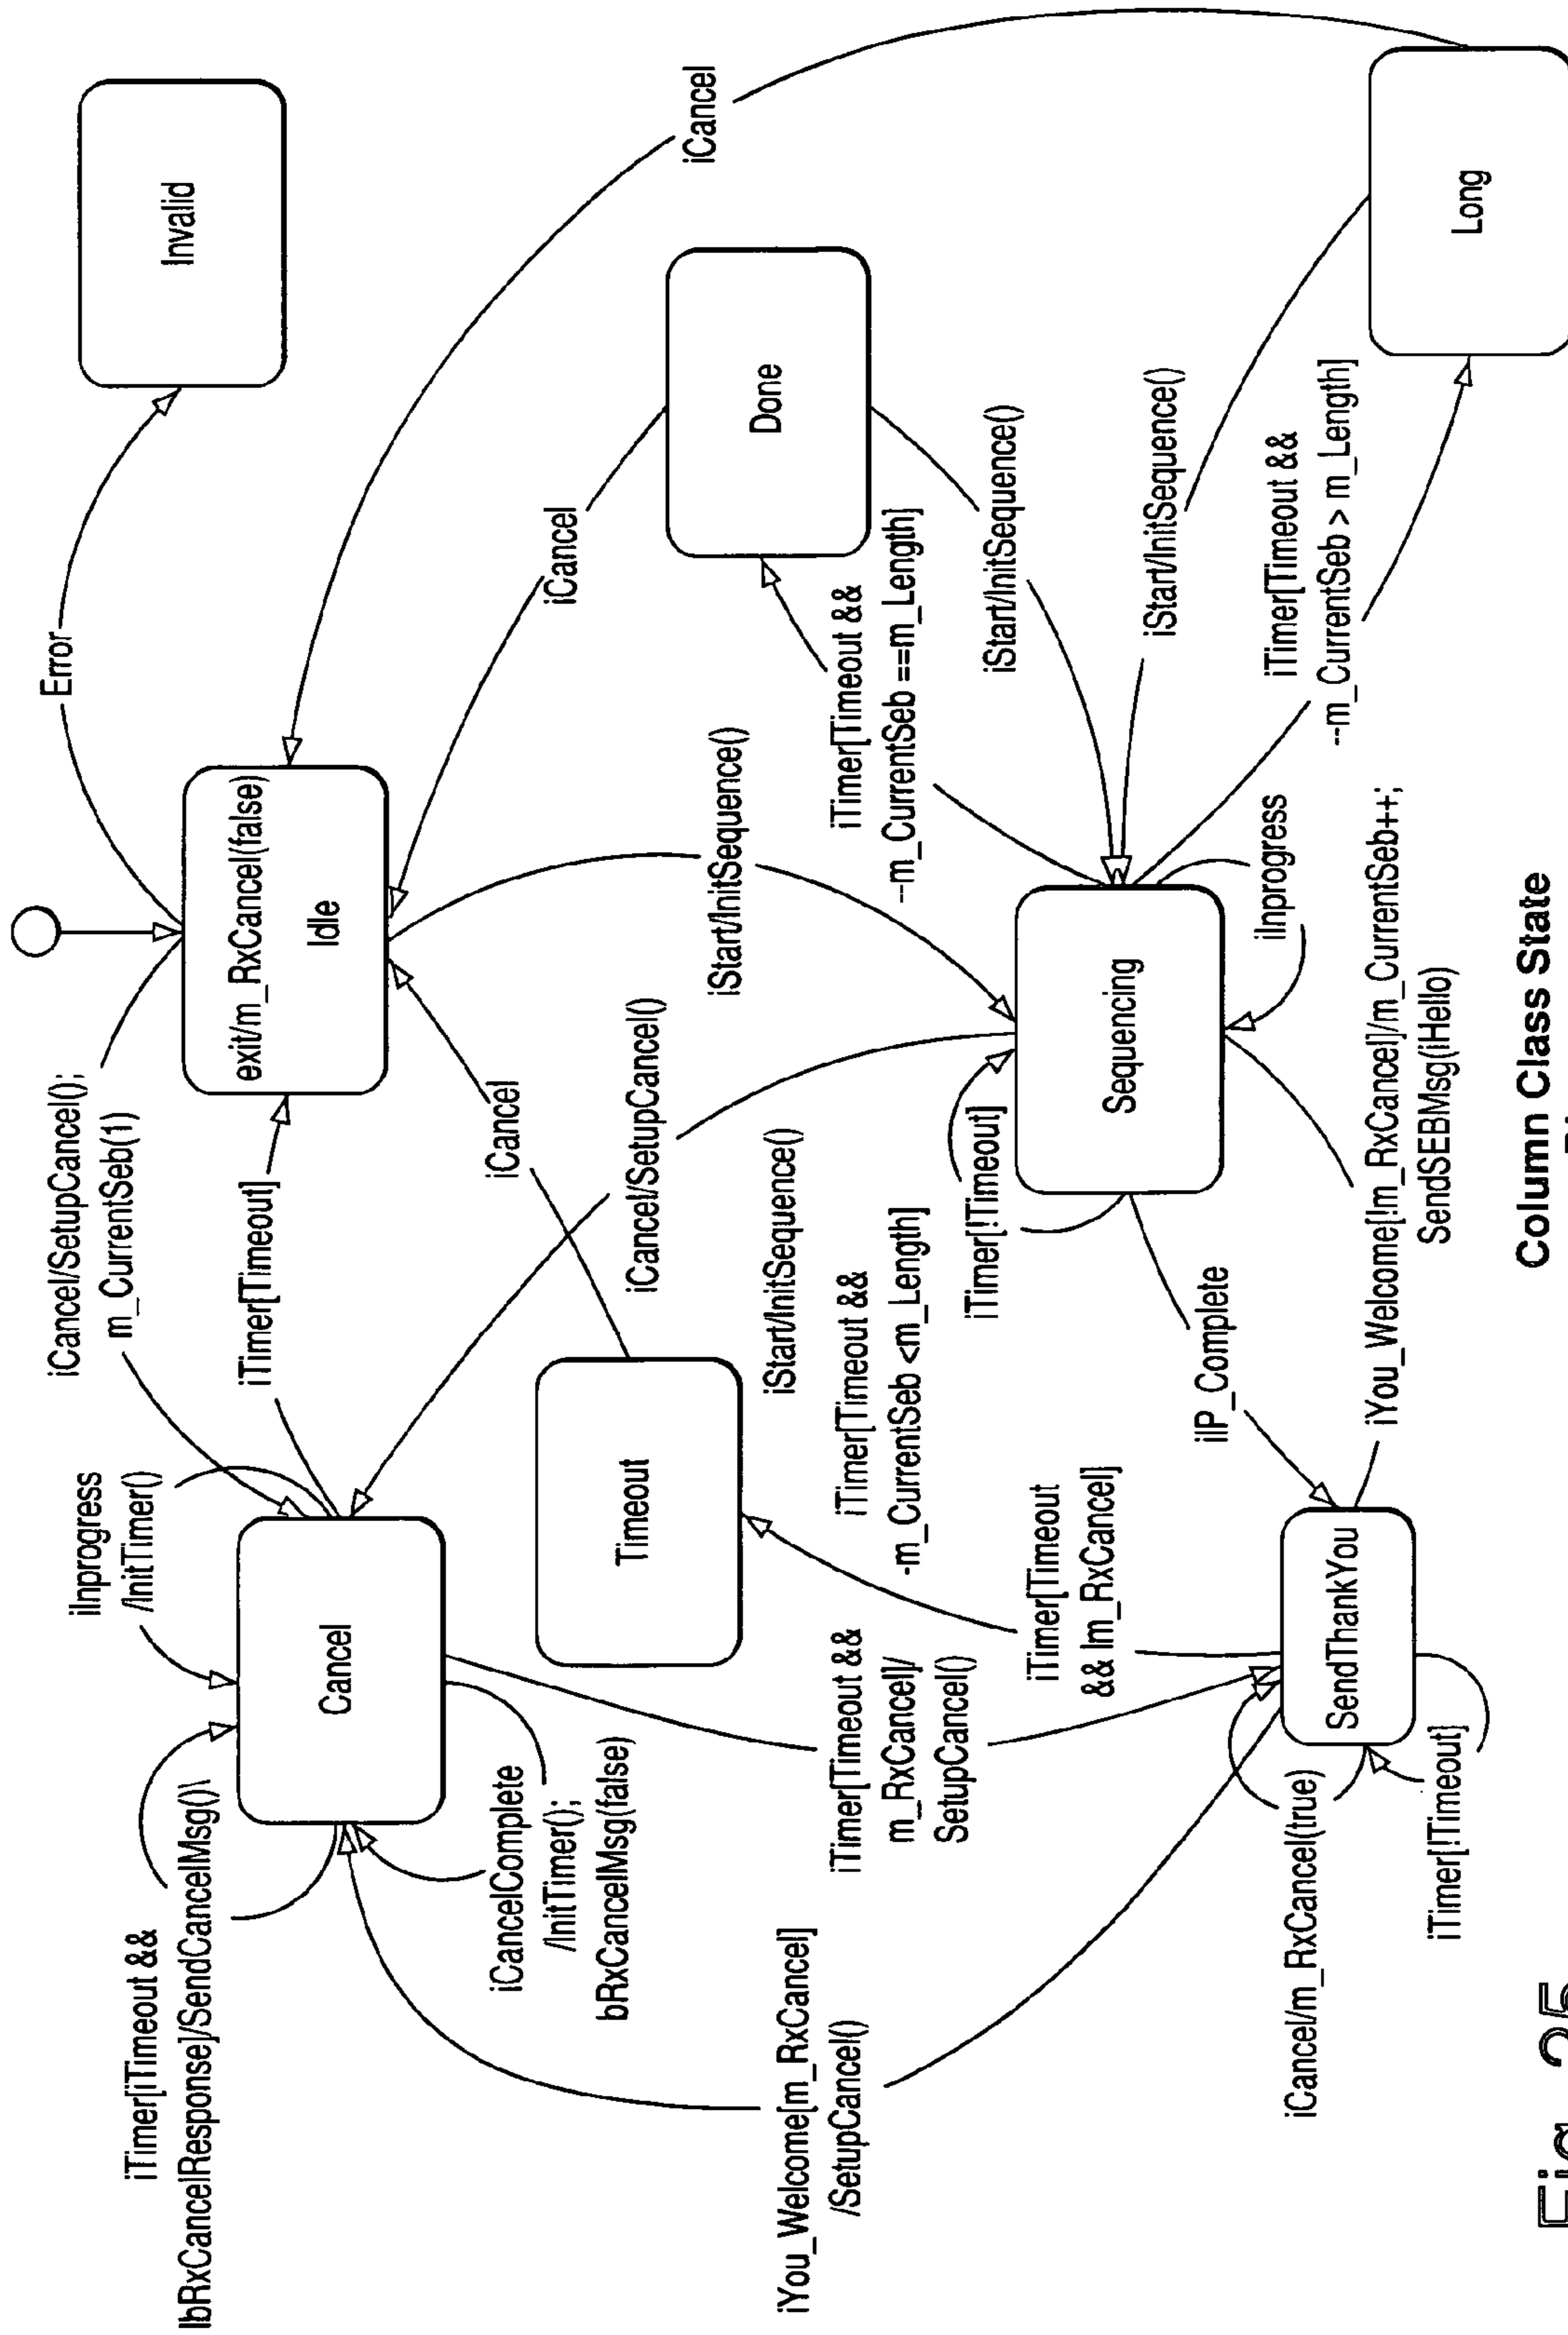 Error
Invalid
iCancel/SetupCancel();
m_CurrentSeb(1)
exit/m_RxCancel(false)
Idle
iTimer[Timeout]
iInprogress
/InitTimer()
iTimer[iTimeout &&
!bRxCancelResponse]/SendCancelMsg()\
Cancel
iCancel
iCancel
iCancel
iCancelComplete
/InitTimer();
bRxCancelMsg(false)
Timeout
iCancel/SetupCancel()
iStart/InitSequence()
iStart/InitSequence()
Done
iTimer[Timeout &&
--m_CurrentSeb ==m_Length]
iStart/InitSequence()
iYou_Welcome[m_RxCancel]
/SetupCancel()
iTimer[Timeout &&
m_RxCancel]/
SetupCancel()
iTimer[Timeout &&
-m_CurrentSeb <m_Length]
iTimer[Timeout
&& !m_RxCancel]
iTimer[!Timeout]
Sequencing
iInprogress
iStart/InitSequence()
iTimer[Timeout &&
--m_CurrentSeb > m_Length]
Long
iIP_Complete
iCancel/m_RxCancel(true)
SendThankYou
iTimer[!Timeout]
iYou_Welcome[!m_RxCancel]/m_CurrentSeb++;
SendSEBMsg(iHello)
Column Class State